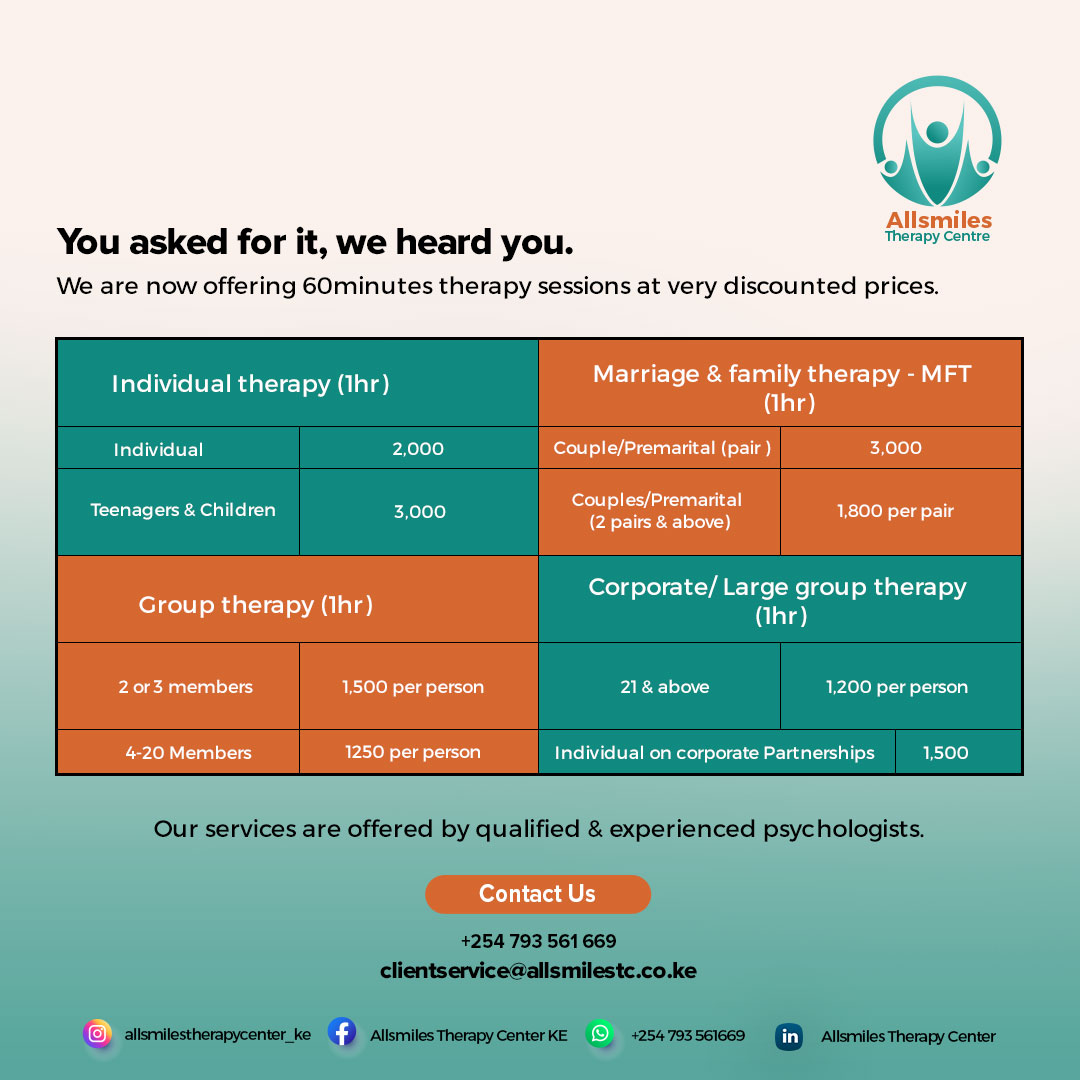 Allsmiles
Therapy Centre
You asked for it, we heard you.
We are now offering 60minutes therapy sessions at very discounted prices.
Individual therapy (1hr)
Individual 2,000
Teenagers & Children 3,000
Marriage & family therapy - MFT
(1hr)
Couple/Premarital (pair ) 3,000
Couples/Premarital
(2 pairs & above) 1,800 per pair
Group therapy (1hr)
2 or 3 members 1,500 per person
4-20 Members 1250 per person
Corporate/ Large group therapy
(1hr)
21 & above 1,200 per person
Individual on corporate Partnerships 1,500
Our services are offered by qualified & experienced psychologists.
Contact Us
+254 793 561 669
clientservice@allsmilestc.co.ke
allsmilestherapycenter_ke Allsmiles Therapy Center KE +254 793 561669 in Allsmiles Therapy Center